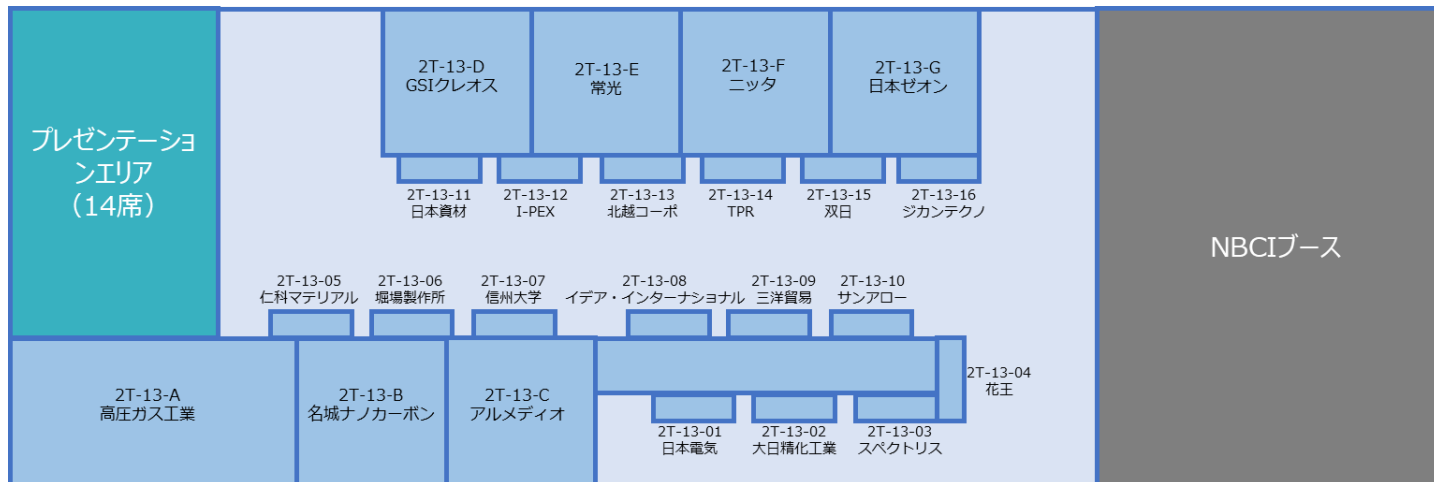 プレゼンテーショ
ンエリア
（14席）
2T-13-D
GSIクレオス
2T-13-E
常光
2T-13-F
ニッタ
2T-13-G
日本ゼオン
2T-13-11
日本資材
2T-13-12
I-PEX
2T-13-13
北越コーポ
2T-13-14
TPR
2T-13-15
双日
2T-13-16
ジカンテクノ
NBCIブース
2T-13-05
仁科マテリアル
2T-13-06
堀場製作所
2T-13-07
信州大学
2T-13-08
イデア・インターナショナル
2T-13-09
三洋貿易
2T-13-10
サンアロー
2T-13-A
高圧ガス工業
2T-13-B
名城ナノカーボン
2T-13-C
アルメディオ
2T-13-04
花王
2T-13-01
日本電気
2T-13-02
大日精化工業
2T-13-03
スペクトリス